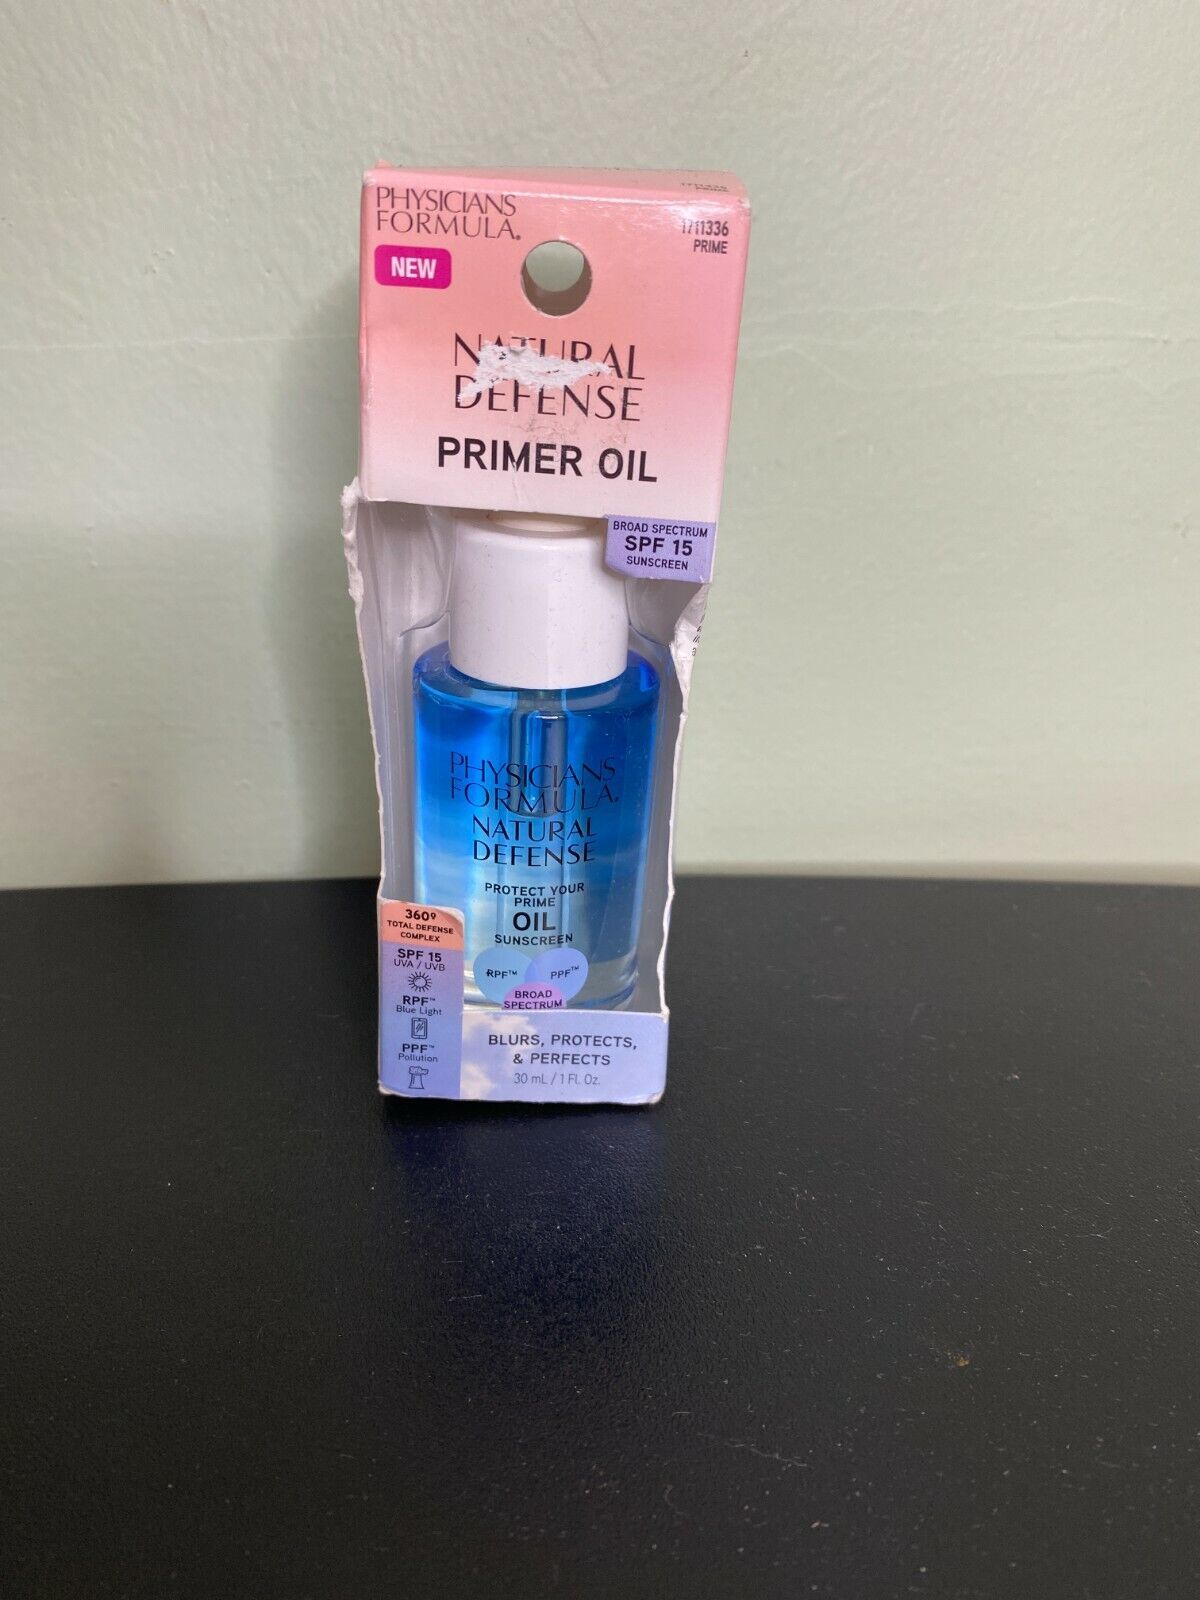 PHYSICIANS
FORMULA®
1711336
PRIME
NEW
NATURAL
DEFENSE
PRIMER OIL
BROAD SPECTRUM
SPF 15
SUNSCREEN
PHYSICIANS
FORMULA®
NATURAL
DEFENSE
PROTECT YOUR
PRIME
OIL
SUNSCREEN
RPF™ PPF™
BROAD
SPECTRUM
360°
TOTAL DEFENSE
COMPLEX
SPF 15
UVA / UVB
RPF™
Blue Light
PPF™
Pollution
BLURS, PROTECTS,
& PERFECTS
30 mL / 1 Fl. Oz.